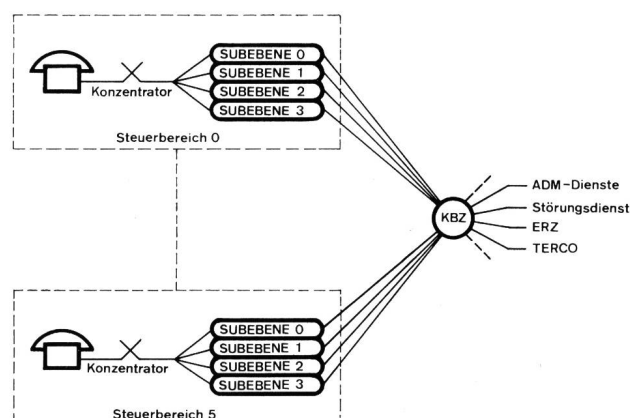 SUBEBENE 0
SUBEBENE 1
SUBEBENE 2
SUBEBENE 3
Konzentrator
Steuerbereich 0
KBZ
ADM-Dienste
Störungsdienst
ERZ
TERCO
SUBEBENE 0
SUBEBENE 1
SUBEBENE 2
SUBEBENE 3
Konzentrator
Steuerbereich 5